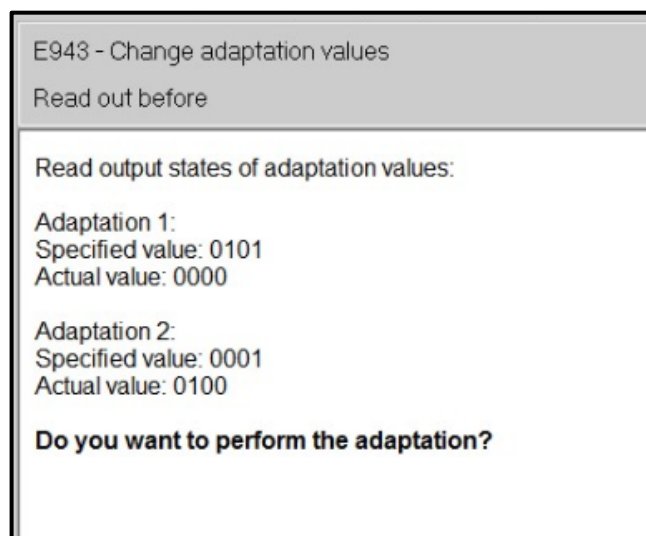 E943 - Change adaptation values
Read out before
Read output states of adaptation values:
Adaptation 1:
Specified value: 0101
Actual value: 0000
Adaptation 2:
Specified value: 0001
Actual value: 0100
Do you want to perform the adaptation?